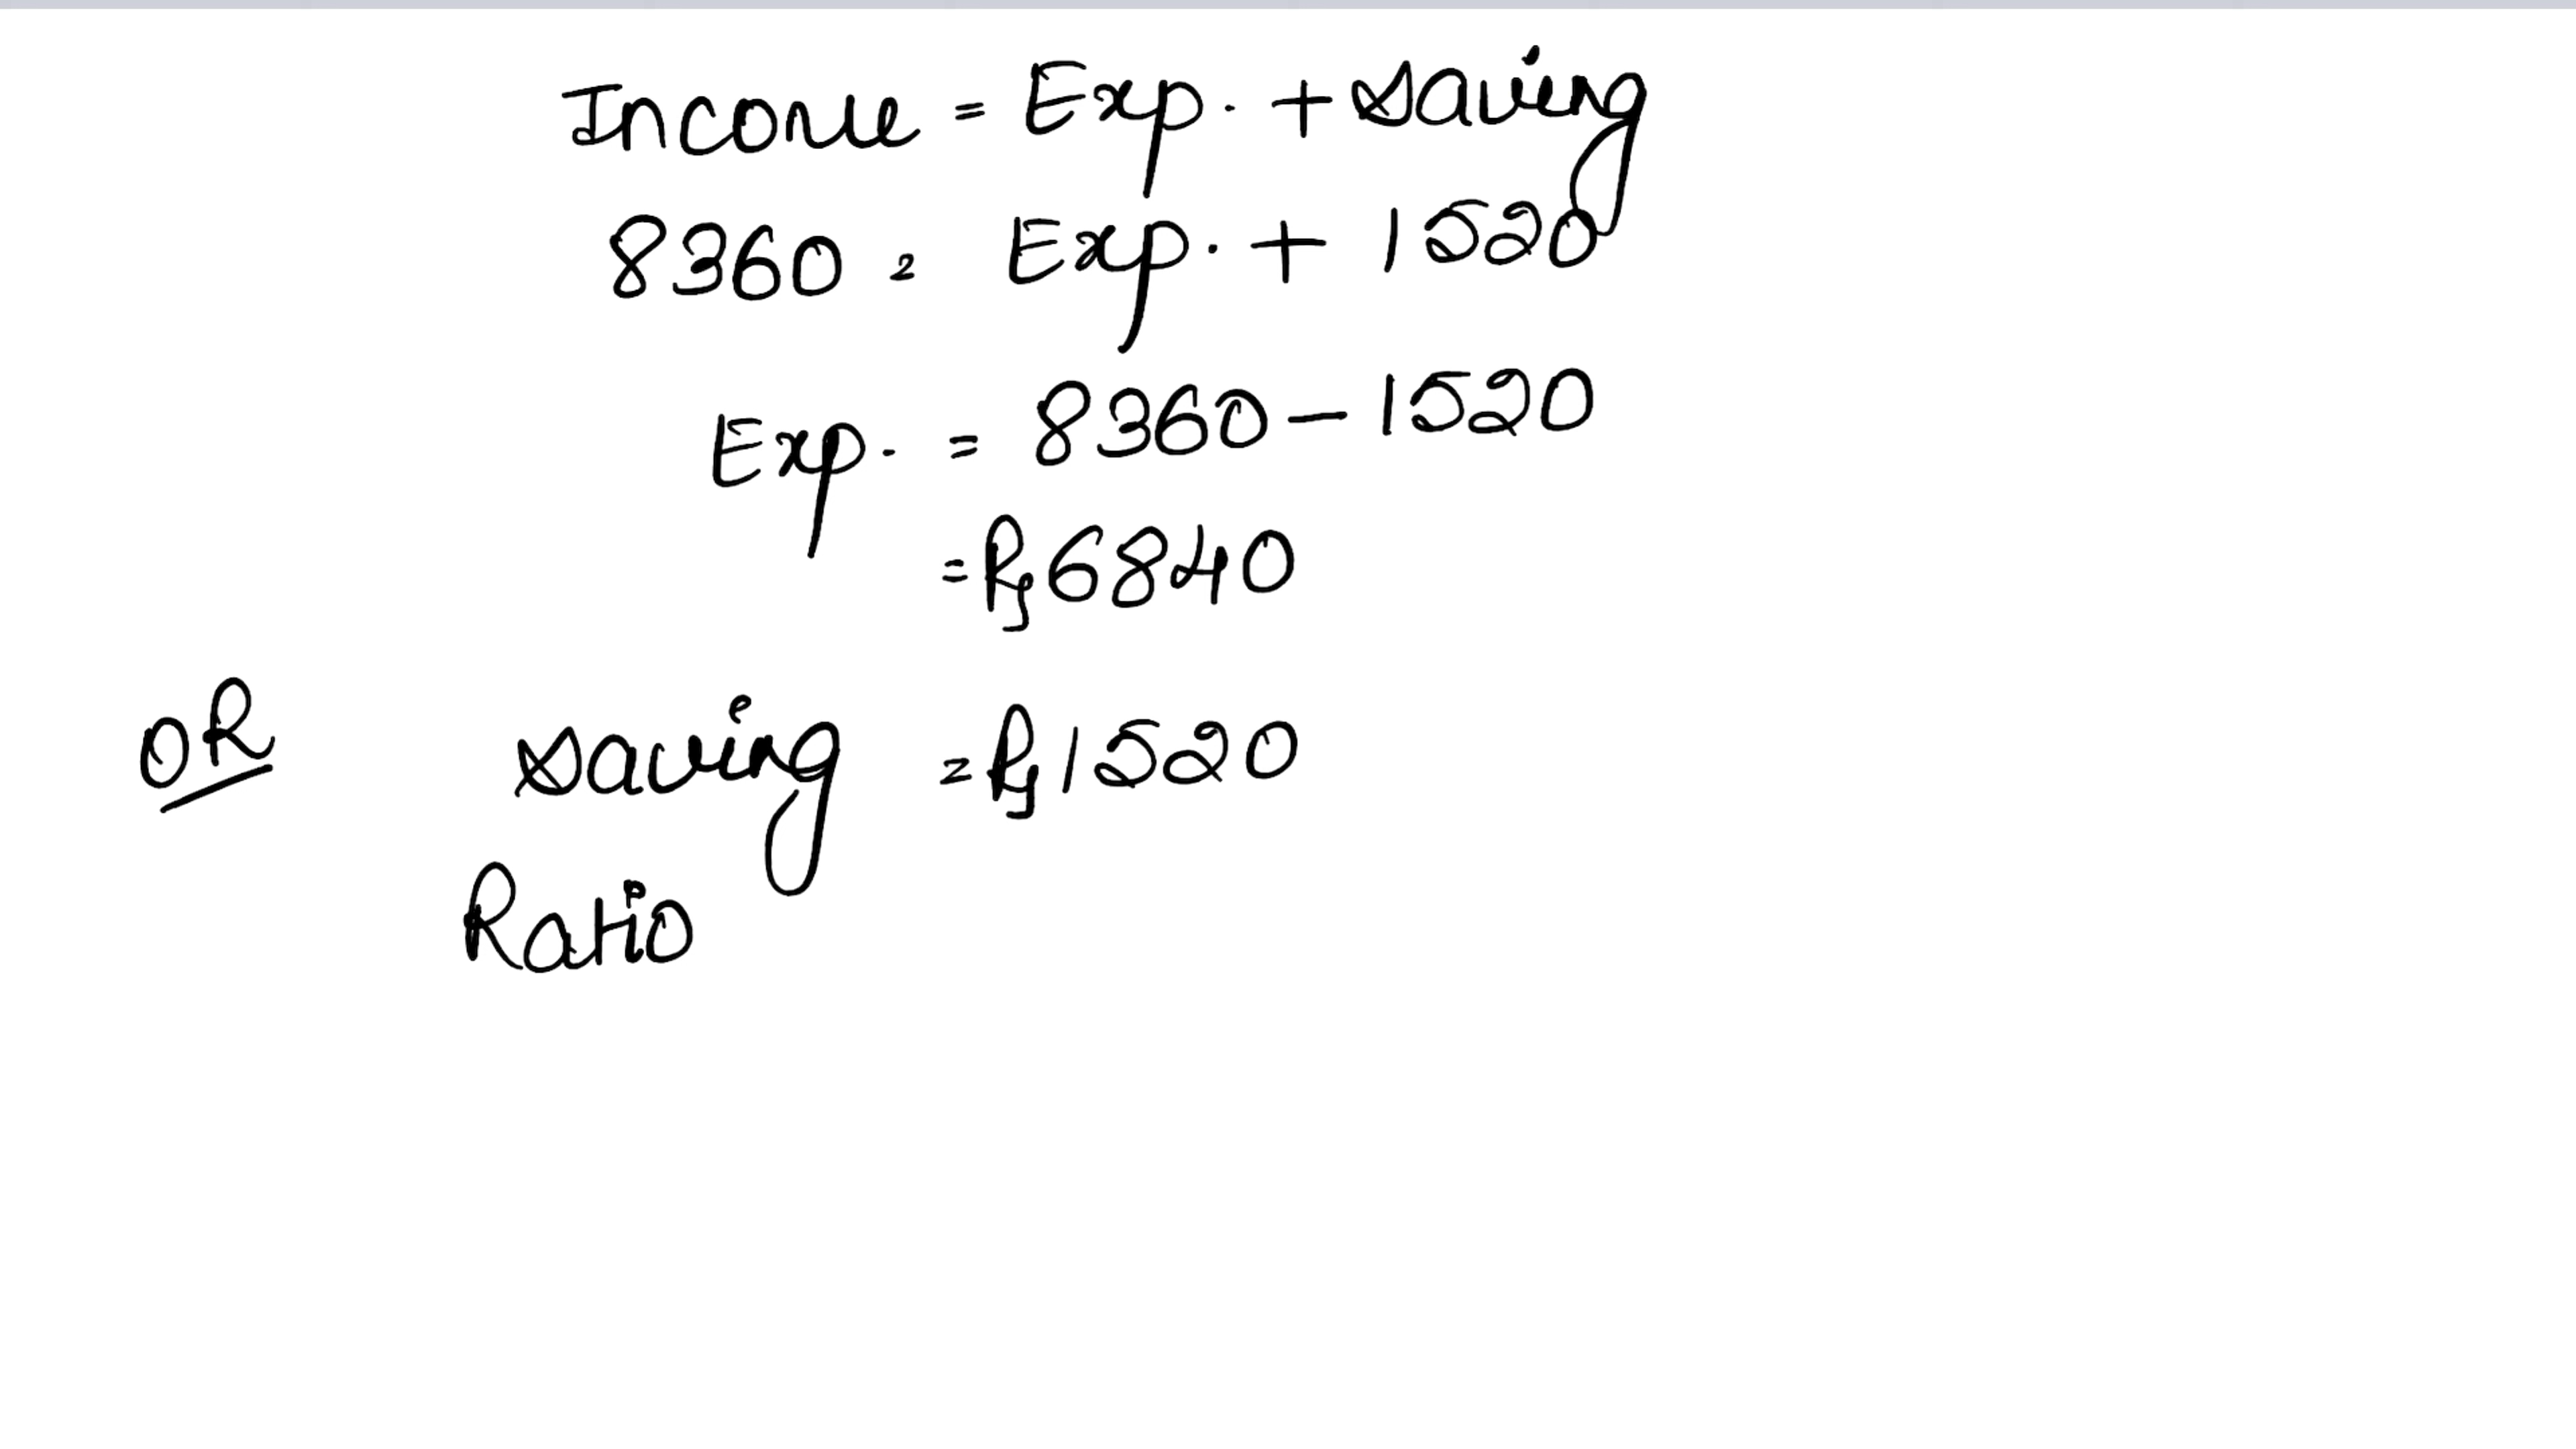 Income = Exp. + saving
8360 = Exp. + 1520
Exp. = 8360 - 1520
= Rs 6840
OR saving = Rs 1520
Ratio